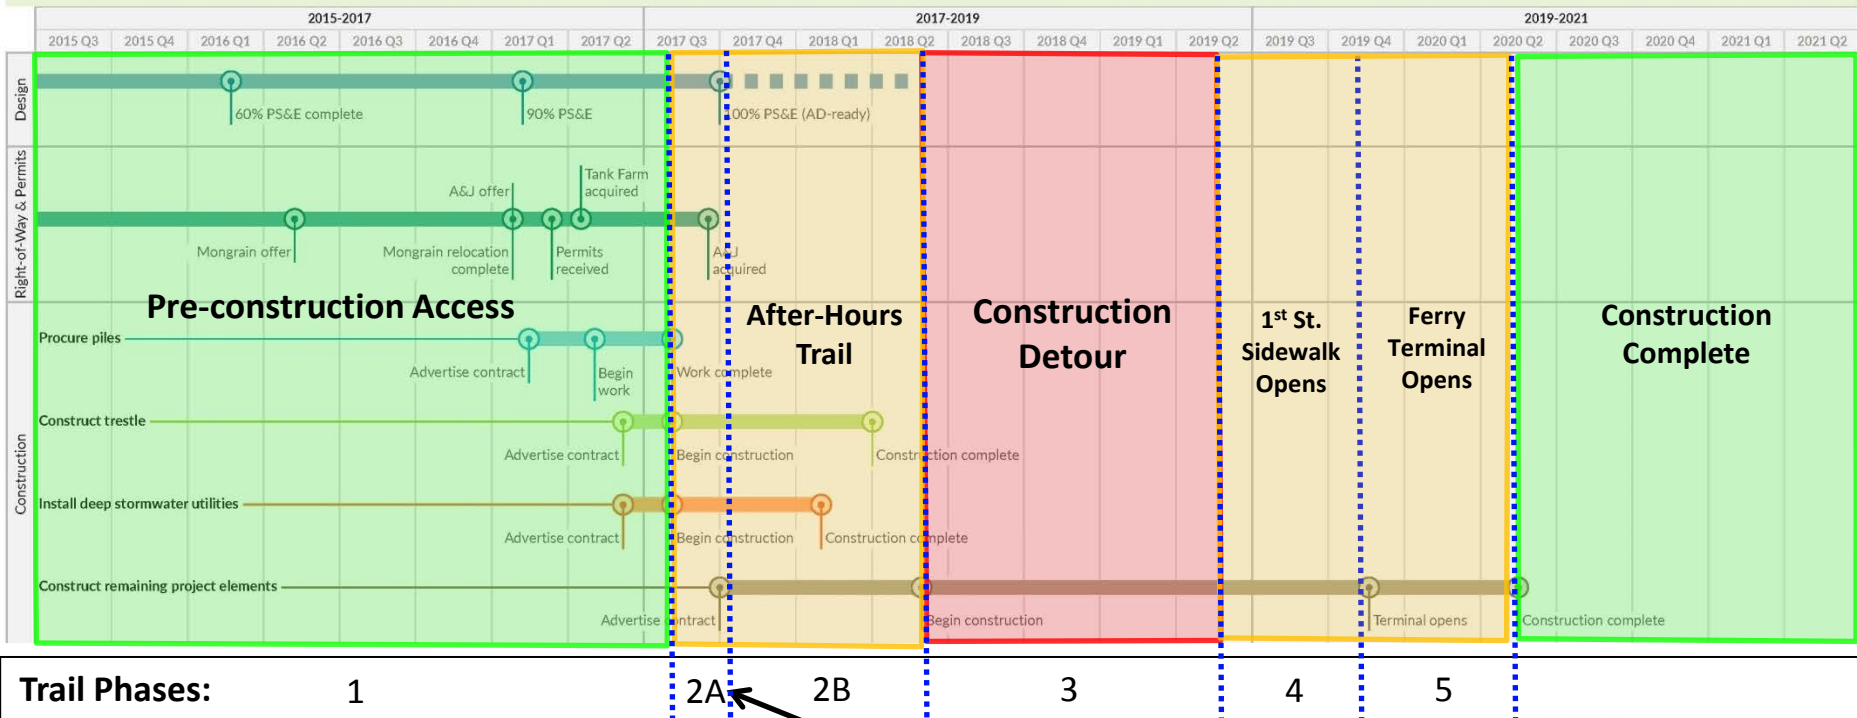 2015-2017
2017-2019
2019-2021
2015 Q3
2015 Q4
2016 Q1
2016 Q2
2016 Q3
2016 Q4
2017 Q1
2017 Q2
2017 Q3
2017 Q4
2018 Q1
2018 Q2
2018 Q3
2018 Q4
2019 Q1
2019 Q2
2019 Q3
2019 Q4
2020 Q1
2020 Q2
2020 Q3
2020 Q4
2021 Q1
2021 Q2
Design
60% PS&E complete
90% PS&E
100% PS&E (AD-ready)
Right-of-Way & Permits
Tank Farm
acquired
A&J offer
Mongrain offer
Mongrain relocation
complete
Permits
received
A&J
acquired
Pre-construction Access
After-Hours
Trail
Construction
Detour
1st St.
Sidewalk
Opens
Ferry
Terminal
Opens
Construction
Complete
Construction
Procure piles
Advertise contract
Begin
work
Work complete
Construct trestle
Advertise contract
Begin construction
Construction complete
Install deep stormwater utilities
Advertise contract
Begin construction
Construction complete
Construct remaining project elements
Advertise contract
Begin construction
Terminal opens
Construction complete
Trail Phases:
1
2A
2B
3
4
5